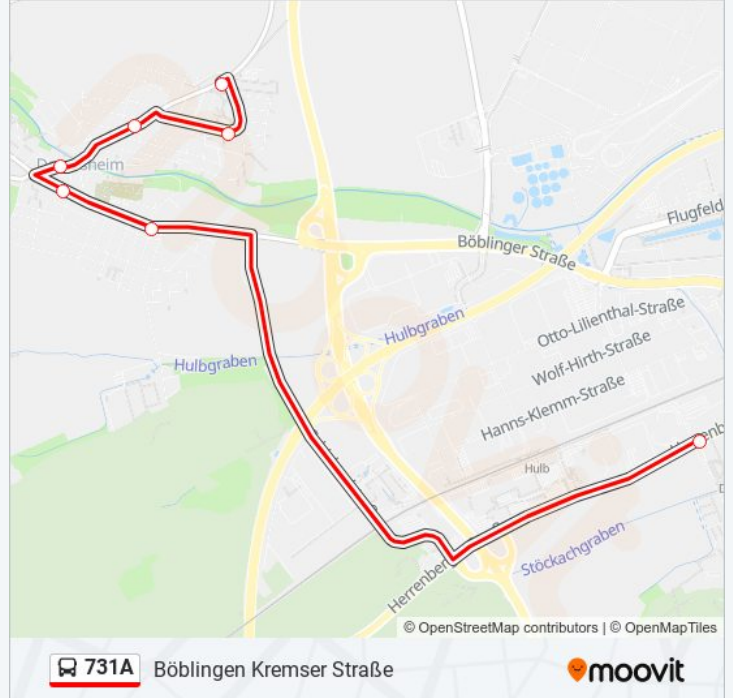 Flugfeld
Böblinger Straße
Otto-Lilienthal-Straße
Hulbgraben
Wolf-Hirth-Straße
Hulbgraben
Hanns-Klemm-Straße
Hulb
Stöckachgraben
© OpenStreetMap contributors | © OpenMapTiles
731A Böblingen Kremser Straße
moovit